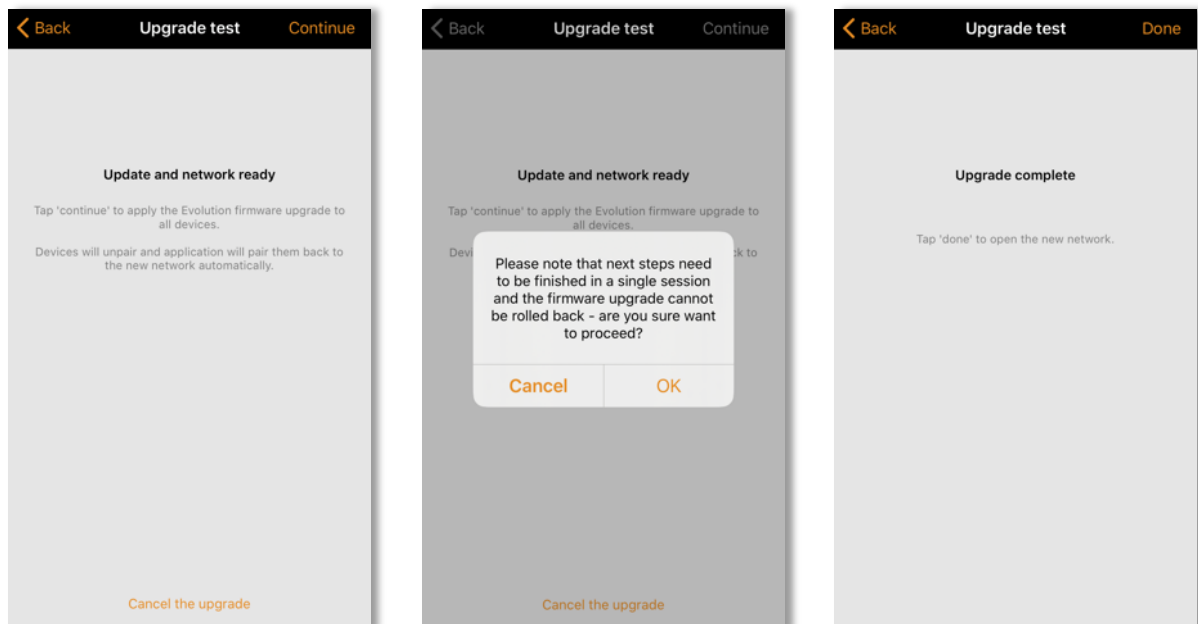 Back Upgrade test Continue
Update and network ready
Tap 'continue' to apply the Evolution firmware upgrade to
all devices.
Devices will unpair and application will pair them back to
the new network automatically.
Cancel the upgrade
Back Upgrade test Continue
Update and network ready
Tap 'continue' to apply the Evolution firmware upgrade to
all devices.
Devi ck to
Please note that next steps need
to be finished in a single session
and the firmware upgrade cannot
be rolled back - are you sure want
to proceed?
Cancel OK
Cancel the upgrade
Back Upgrade test Done
Upgrade complete
Tap 'done' to open the new network.